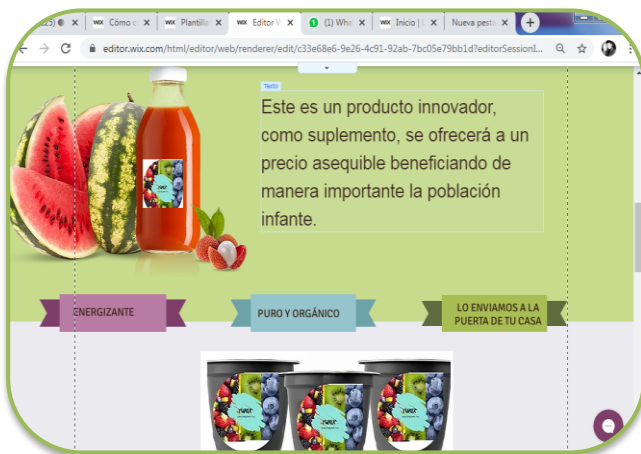 Cómo c
Plantilla
Editor W
(1) What
Inicio |
Nueva pesta
editor.wix.com/html/editor/web/renderer/edit/c33e68e6-9e26-4c91-92ab-7bc05e79bb1d?editorSessionI...
Texto
Este es un producto innovador,
como suplemento, se ofrecerá a un
precio asequible beneficiando de
manera importante la población
infante.
ENERGIZANTE
PURO Y ORGÁNICO
LO ENVIAMOS A LA
PUERTA DE TU CASA